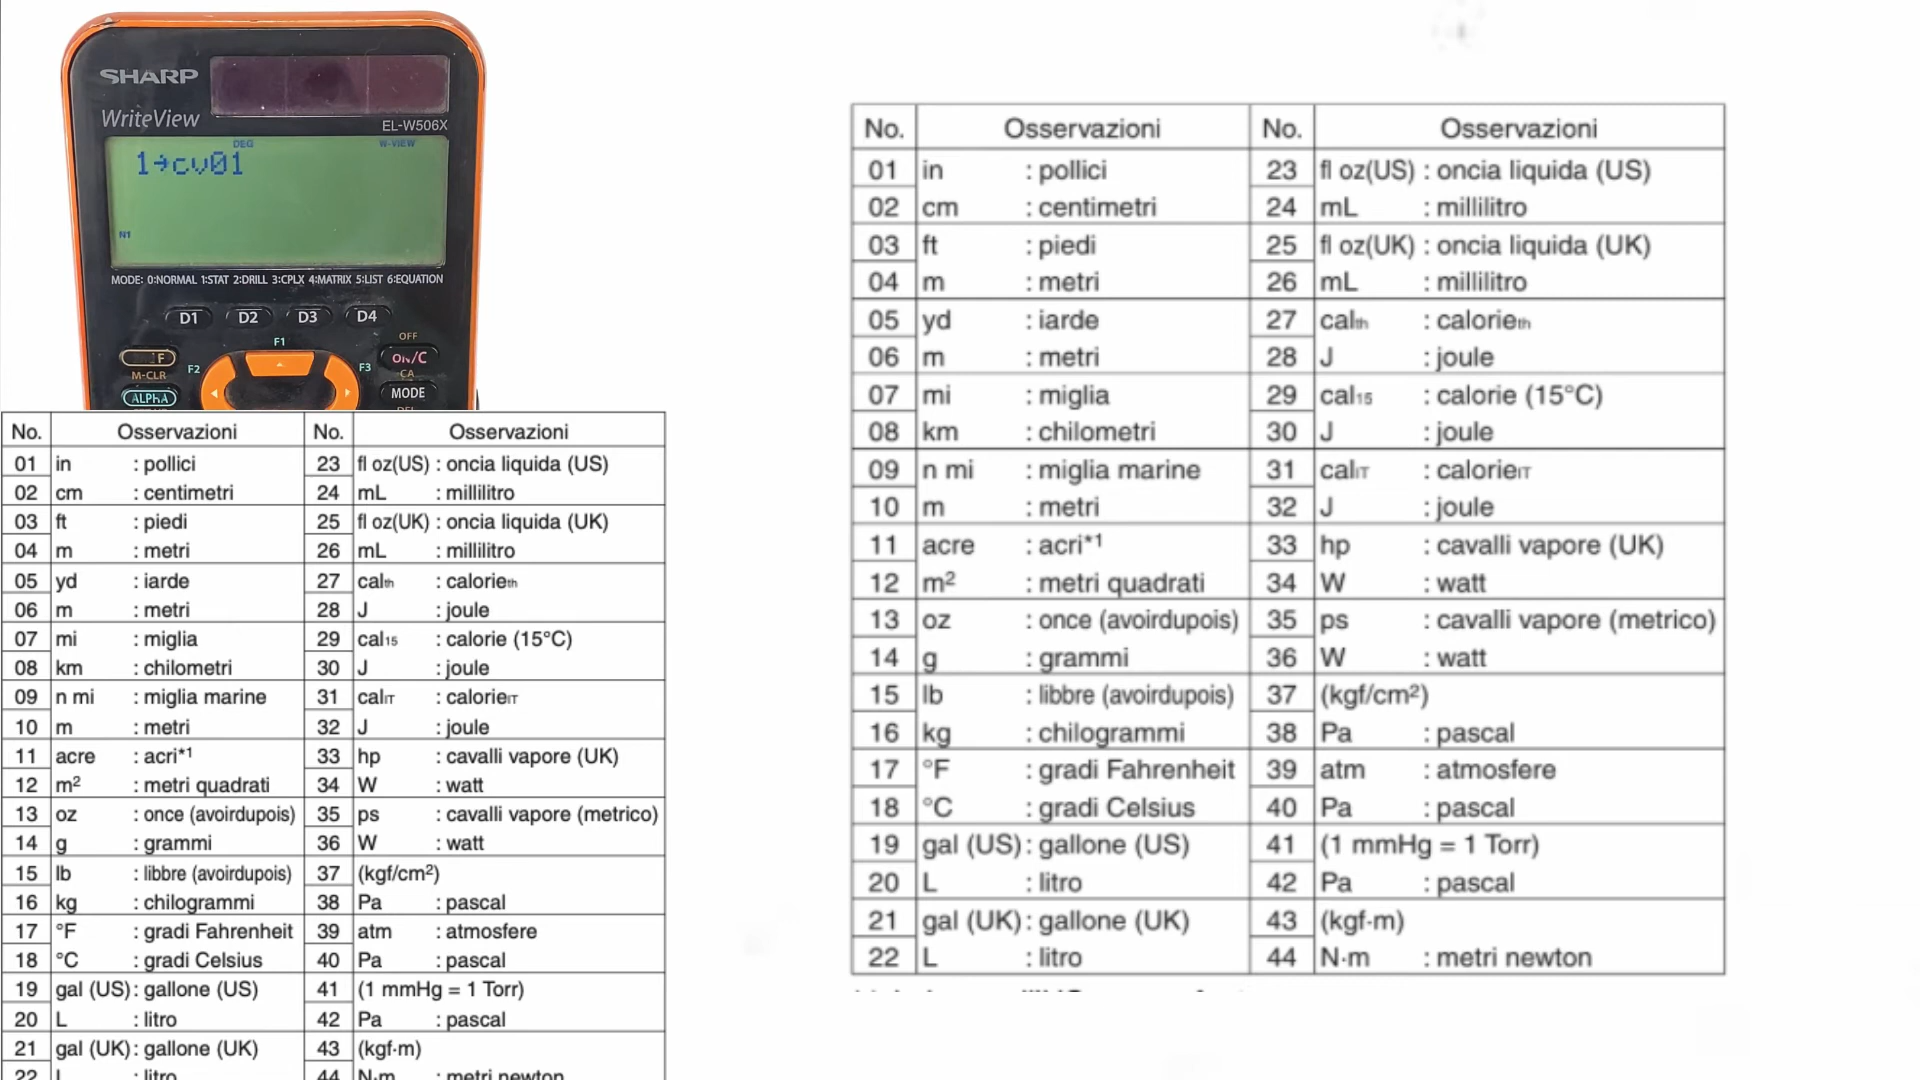 SHARP
WriteView
EL-W506X
DEG W-VIEW
1→cv01
N1
MODE: 0:NORMAL 1:STAT 2:DRILL 3:CPLX 4:MATRIX 5:LIST 6:EQUATION
D1 D2 D3 D4
F1 OFF
F ON/C
M-CLR F2 F3 CA
ALPHA MODE
No. Osservazioni No. Osservazioni
01 in : pollici 23 fl oz(US) : oncia liquida (US)
02 cm : centimetri 24 mL : millilitro
03 ft : piedi 25 fl oz(UK) : oncia liquida (UK)
04 m : metri 26 mL : millilitro
05 yd : iarde 27 calth : calorieth
06 m : metri 28 J : joule
07 mi : miglia 29 cal15 : calorie (15°C)
08 km : chilometri 30 J : joule
09 n mi : miglia marine 31 calIT : calorieIT
10 m : metri 32 J : joule
11 acre : acri*1 33 hp : cavalli vapore (UK)
12 m² : metri quadrati 34 W : watt
13 oz : once (avoirdupois) 35 ps : cavalli vapore (metrico)
14 g : grammi 36 W : watt
15 lb : libbre (avoirdupois) 37 (kgf/cm²)
16 kg : chilogrammi 38 Pa : pascal
17 °F : gradi Fahrenheit 39 atm : atmosfere
18 °C : gradi Celsius 40 Pa : pascal
19 gal (US) : gallone (US) 41 (1 mmHg = 1 Torr)
20 L : litro 42 Pa : pascal
21 gal (UK) : gallone (UK) 43 (kgf·m)
22 L : litro 44 N·m : metri newton
No. Osservazioni No. Osservazioni
01 in : pollici 23 fl oz(US) : oncia liquida (US)
02 cm : centimetri 24 mL : millilitro
03 ft : piedi 25 fl oz(UK) : oncia liquida (UK)
04 m : metri 26 mL : millilitro
05 yd : iarde 27 calth : calorieth
06 m : metri 28 J : joule
07 mi : miglia 29 cal15 : calorie (15°C)
08 km : chilometri 30 J : joule
09 n mi : miglia marine 31 calIT : calorieIT
10 m : metri 32 J : joule
11 acre : acri*1 33 hp : cavalli vapore (UK)
12 m² : metri quadrati 34 W : watt
13 oz : once (avoirdupois) 35 ps : cavalli vapore (metrico)
14 g : grammi 36 W : watt
15 lb : libbre (avoirdupois) 37 (kgf/cm²)
16 kg : chilogrammi 38 Pa : pascal
17 °F : gradi Fahrenheit 39 atm : atmosfere
18 °C : gradi Celsius 40 Pa : pascal
19 gal (US) : gallone (US) 41 (1 mmHg = 1 Torr)
20 L : litro 42 Pa : pascal
21 gal (UK) : gallone (UK) 43 (kgf·m)
22 L : litro 44 N·m : metri newton